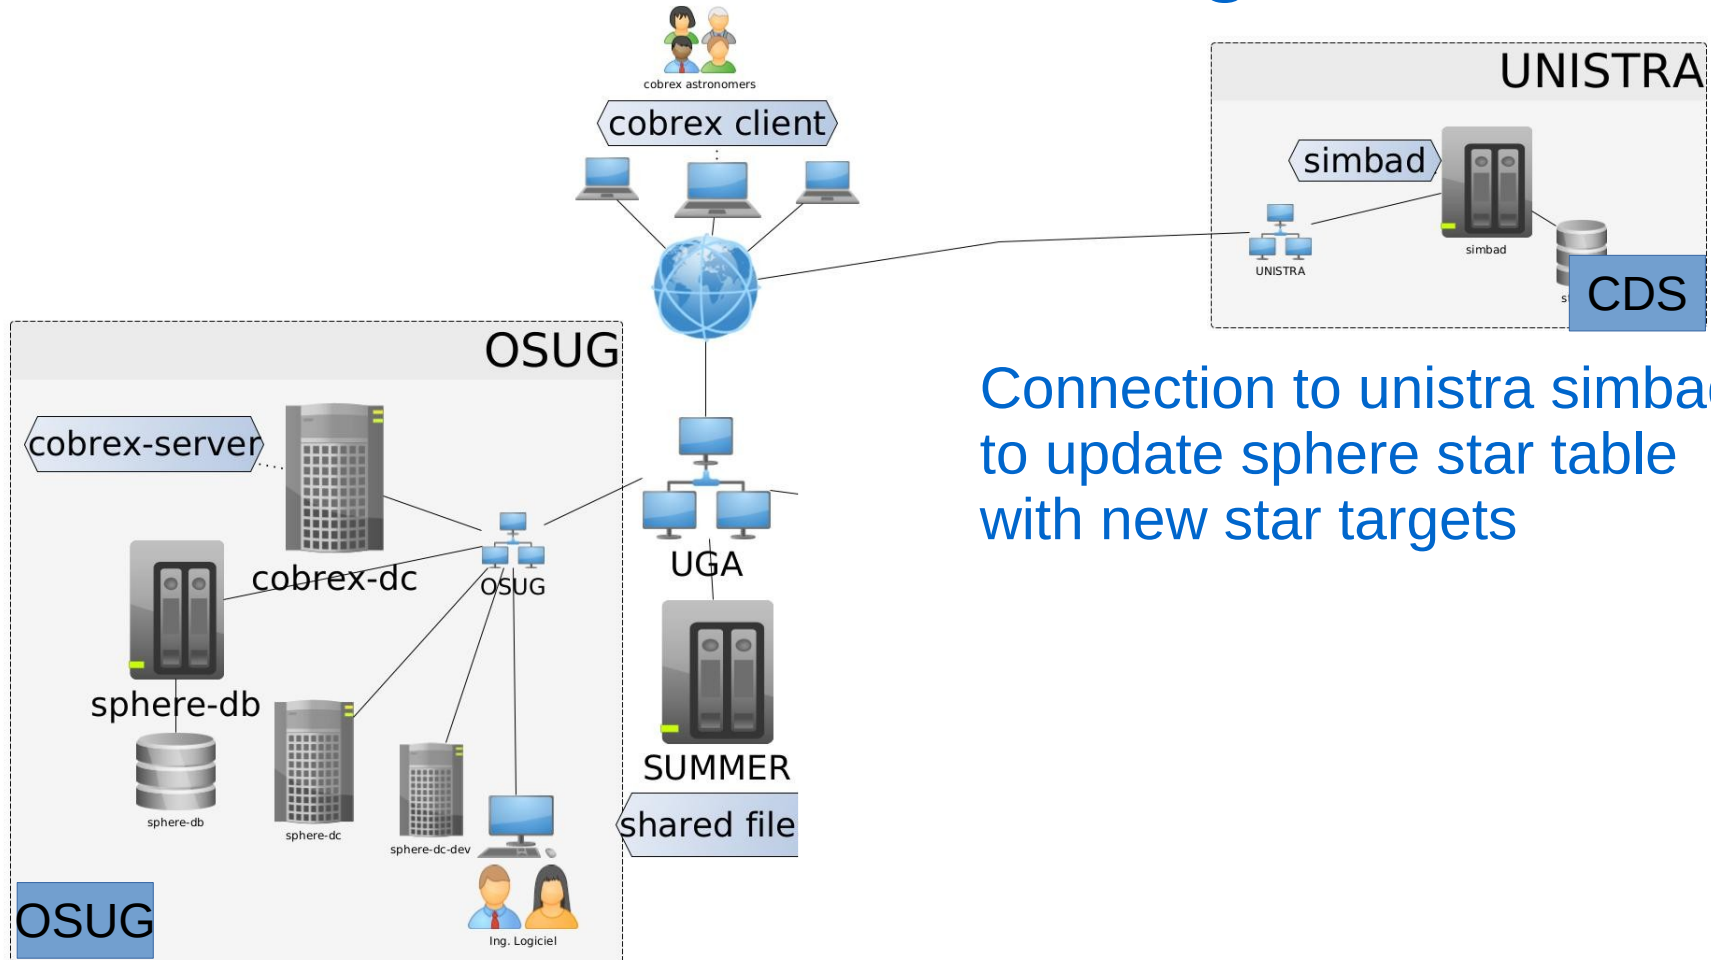 cobrex astronomers
cobrex client
UNISTRA
simbad
simbad
UNISTRA
CDS
OSUG
cobrex-server
cobrex-dc
OSUG
UGA
sphere-db
sphere-db
sphere-dc
sphere-dc-dev
SUMMER
shared file
Ing. Logiciel
OSUG
Connection to unistra simbad
to update sphere star table
with new star targets